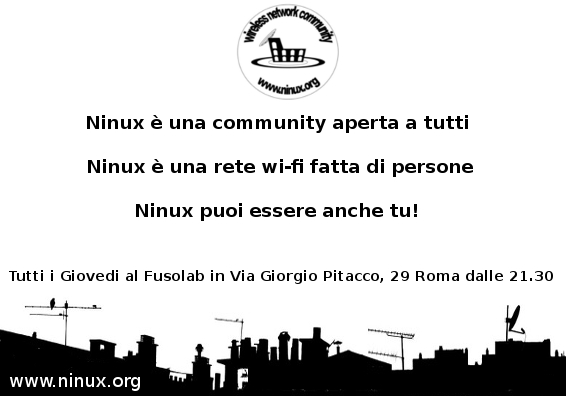 wireless network community
www.ninux.org
Ninux è una community aperta a tutti
Ninux è una rete wi-fi fatta di persone
Ninux puoi essere anche tu!
Tutti i Giovedi al Fusolab in Via Giorgio Pitacco, 29 Roma dalle 21.30
www.ninux.org